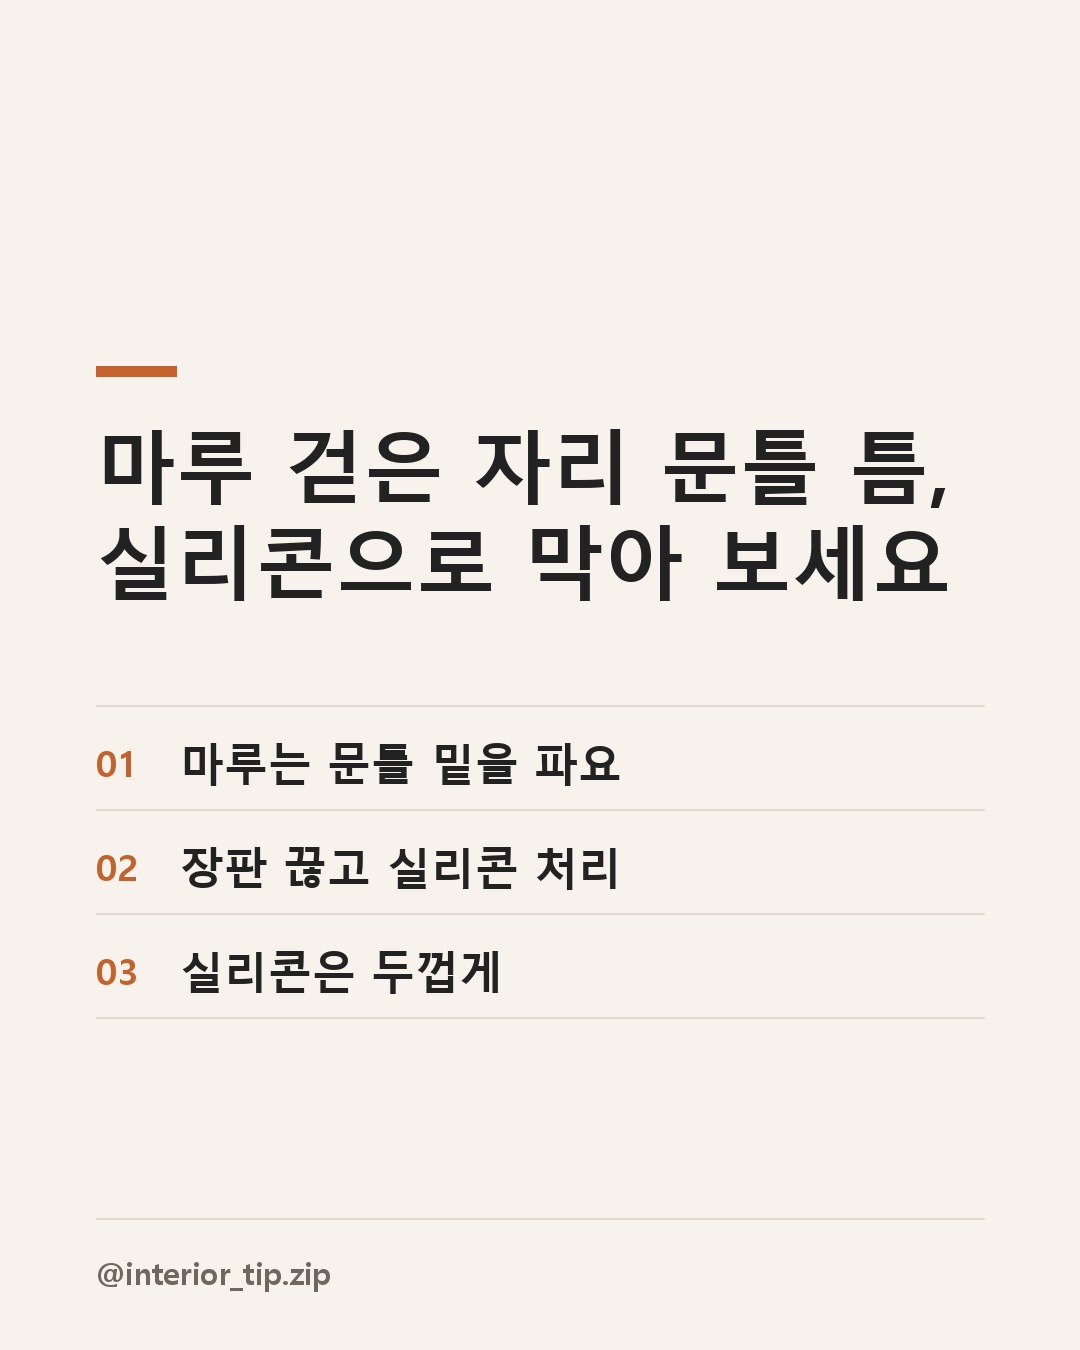 마루 걷은 자리 문틀 틈,
실리콘으로 막아 보세요
01 마루는 문틀 밑을 파요
02 장판 끊고 실리콘 처리
03 실리콘은 두껍게
@interior_tip.zip